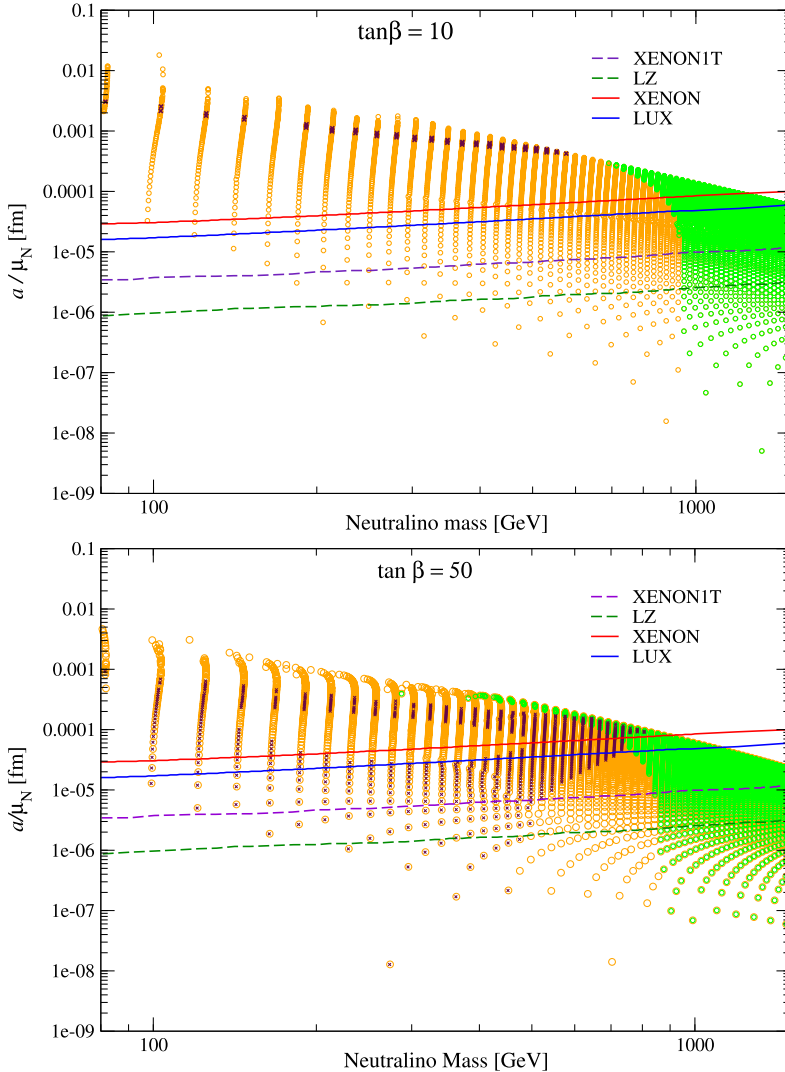 tanβ = 10
XENON1T
LZ
XENON
LUX
a / μ_N [fm]
0.1
0.01
0.001
0.0001
1e-05
1e-06
1e-07
1e-08
1e-09
100
1000
Neutralino mass [GeV]
tan β = 50
XENON1T
LZ
XENON
LUX
a/μ_N [fm]
0.1
0.01
0.001
0.0001
1e-05
1e-06
1e-07
1e-08
1e-09
100
1000
Neutralino Mass [GeV]